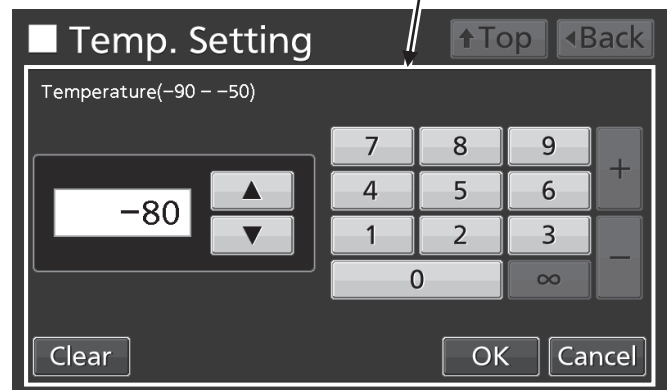 Temp. Setting ↑Top ◂Back
Temperature(−90 − −50)
7 8 9 +
−80 ▲ 4 5 6
▼ 1 2 3 −
0 ∞
Clear OK Cancel